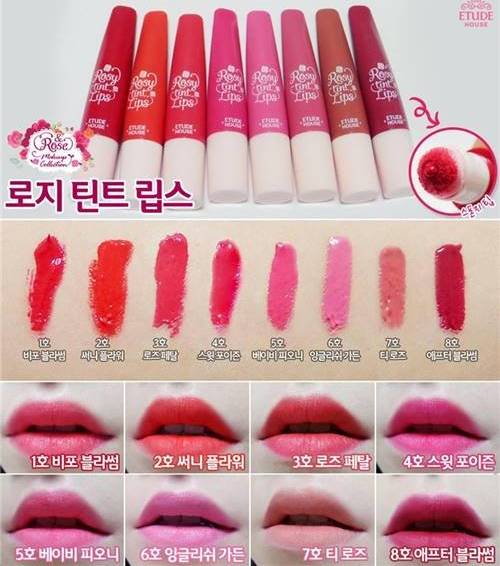 ETUDE
HOUSE
Rosy
tint
Lips
ETUDE
HOUSE
Rosy
tint
Lips
ETUDE
HOUSE
Rosy
tint
Lips
ETUDE
HOUSE
Rosy
tint
Lips
ETUDE
HOUSE
Rosy
tint
Lips
ETUDE
HOUSE
Rosy
tint
Lips
ETUDE
HOUSE
Rosy
tint
Lips
ETUDE
HOUSE
Rosy
tint
Lips
ETUDE
HOUSE
& Rose
Makeup
Collection
로지 틴트 립스
스폰지 팁
1호
비포 블라썸
2호
써니 플라워
3호
로즈 페탈
4호
스윗 포이즌
5호
베이비 피오니
6호
잉글리쉬 가든
7호
티 로즈
8호
애프터 블라썸
1호 비포 블라썸
2호 써니 플라워
3호 로즈 페탈
4호 스윗 포이즌
5호 베이비 피오니
6호 잉글리쉬 가든
7호 티 로즈
8호 애프터 블라썸